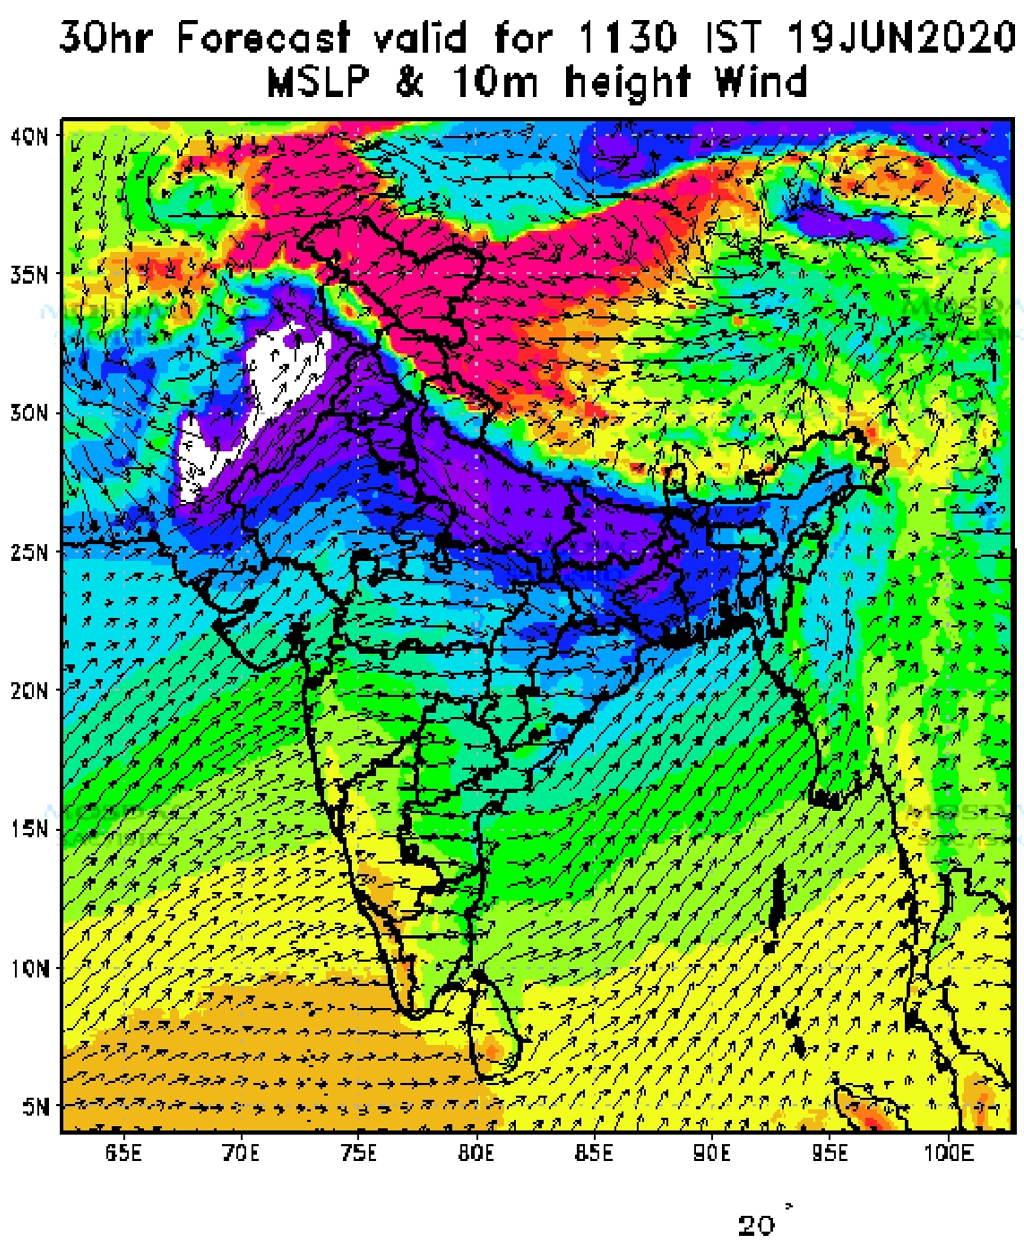 30hr Forecast valid for 1130 IST 19JUN2020
MSLP & 10m height Wind
40N
35N
30N
25N
20N
15N
10N
5N
65E 70E 75E 80E 85E 90E 95E 100E
20